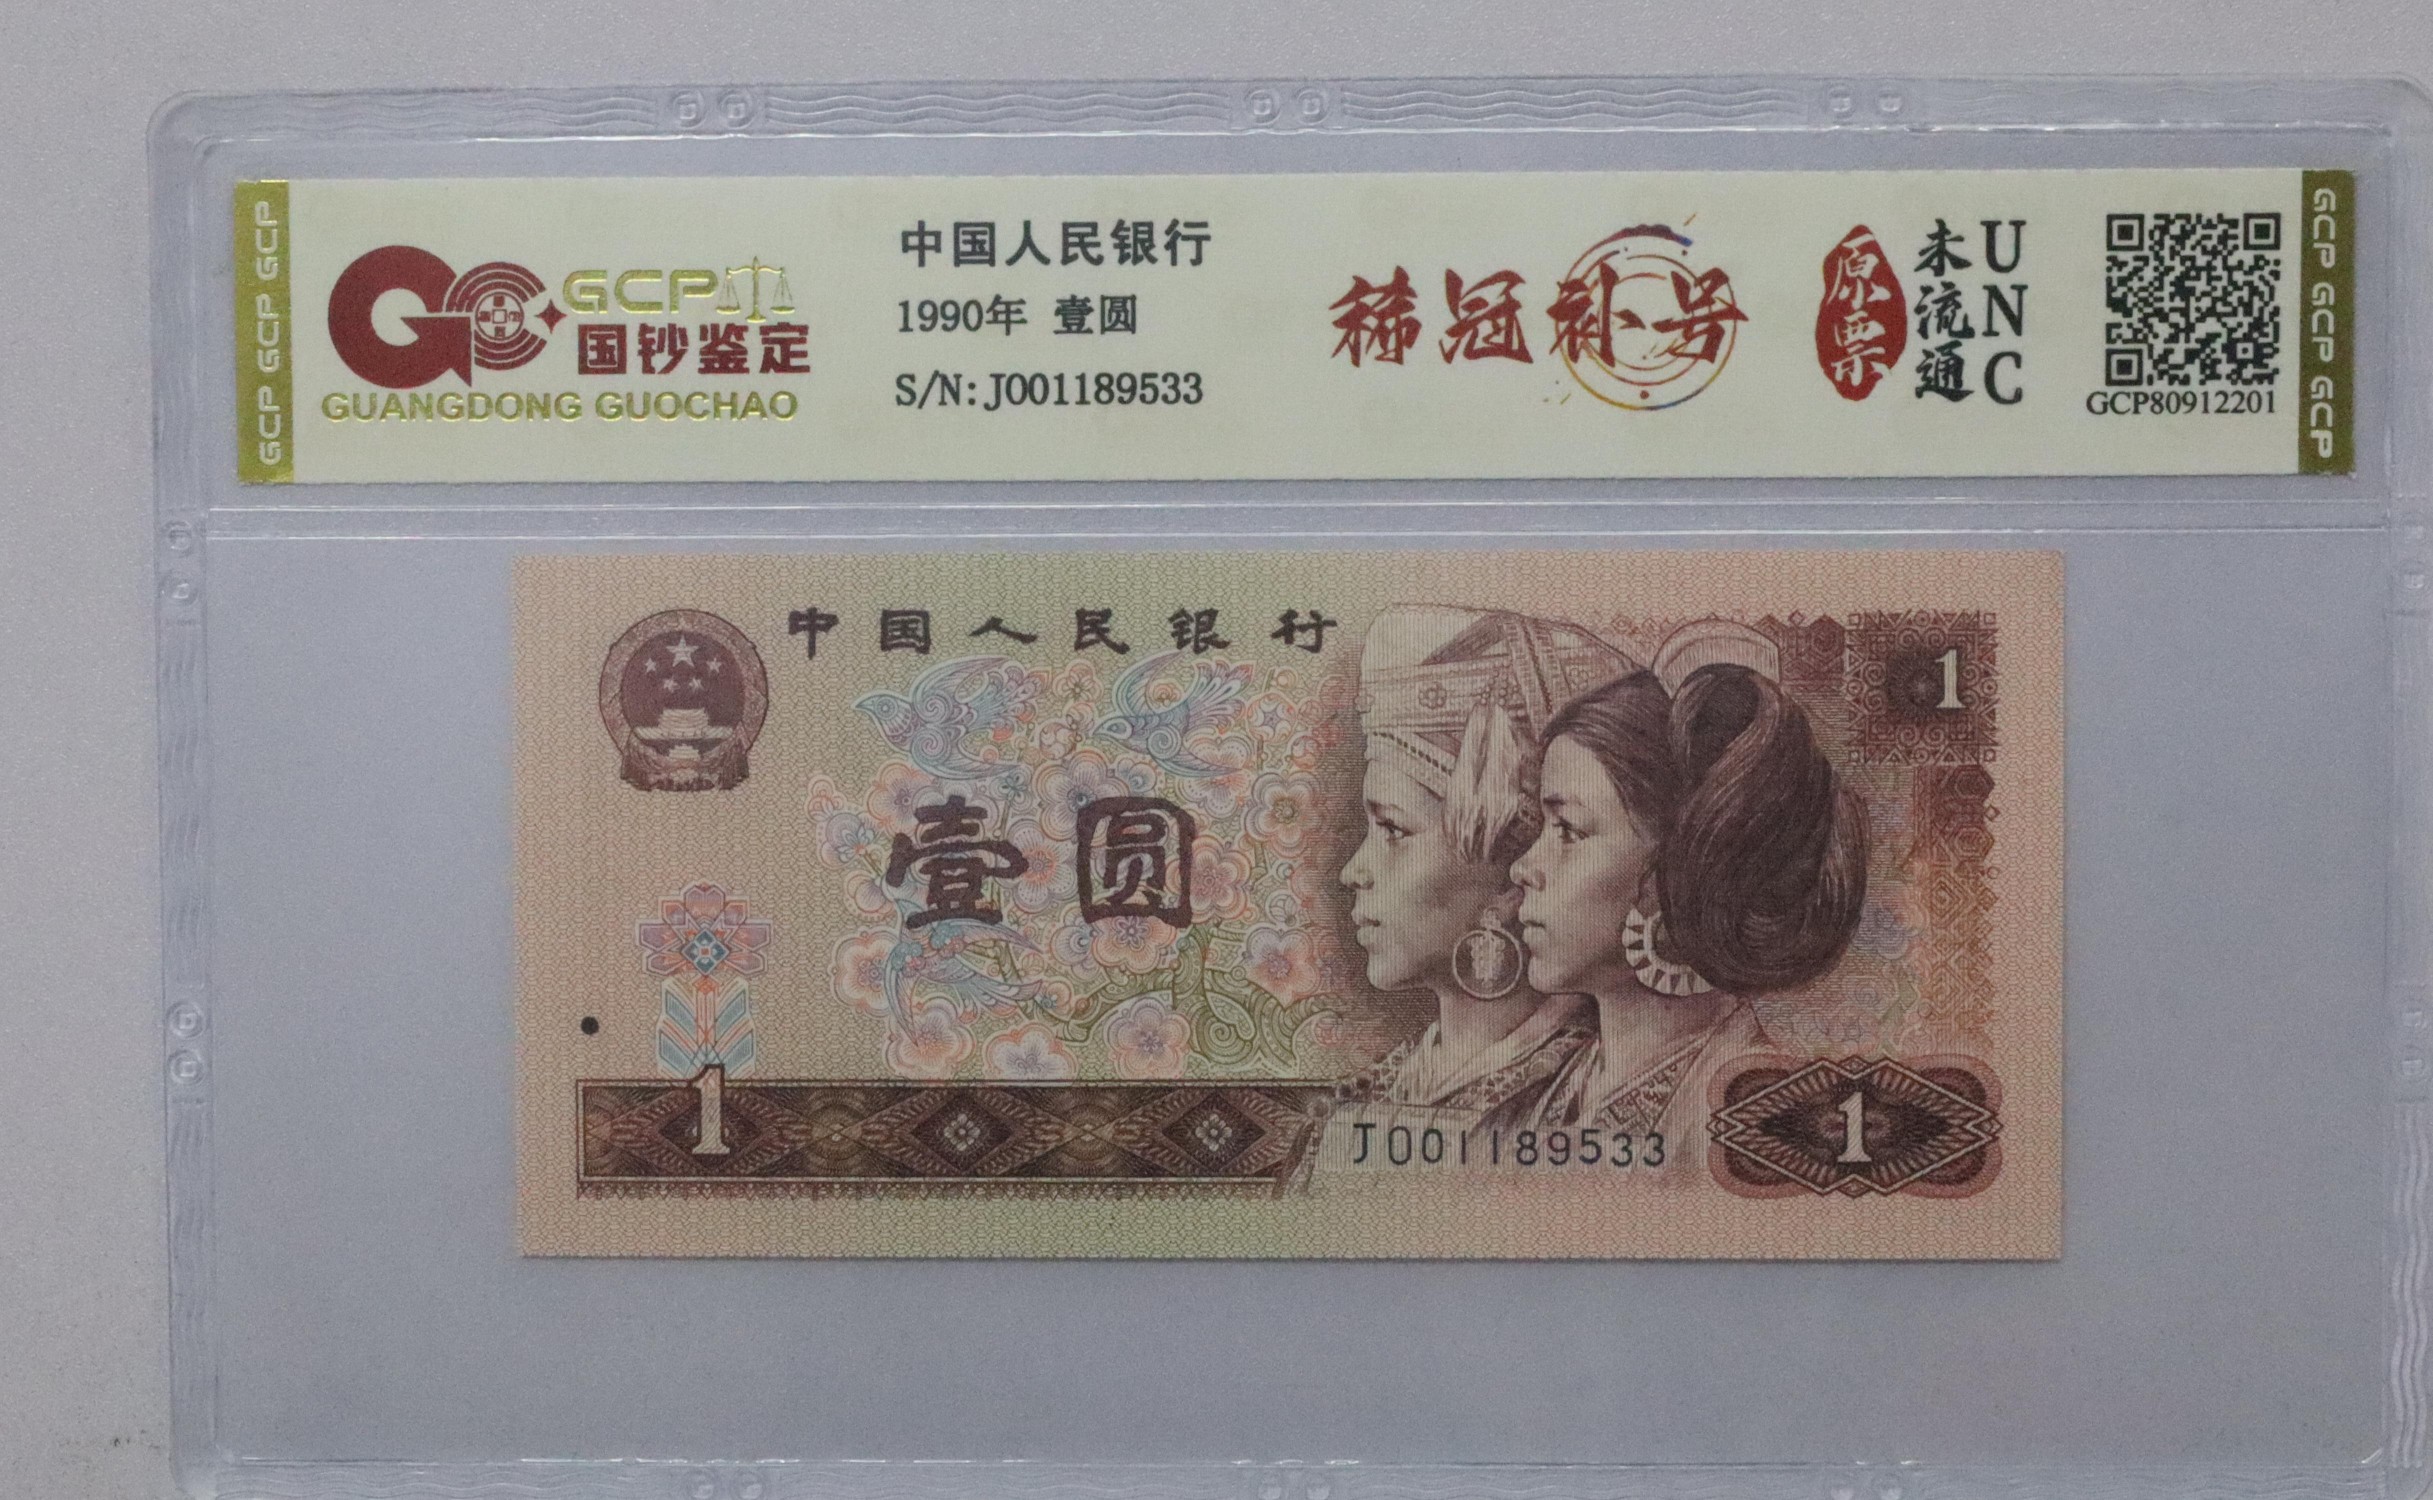 GCP GCP GCP
GCP
国钞鉴定
GUANGDONG GUOCHAO
中国人民银行
1990年 壹圆
S/N: J001189533
稀冠补号
原票
未流通
UNC
GCP80912201
GCP GCP GCP
中国人民银行
1
壹圆
1
J001189533
1